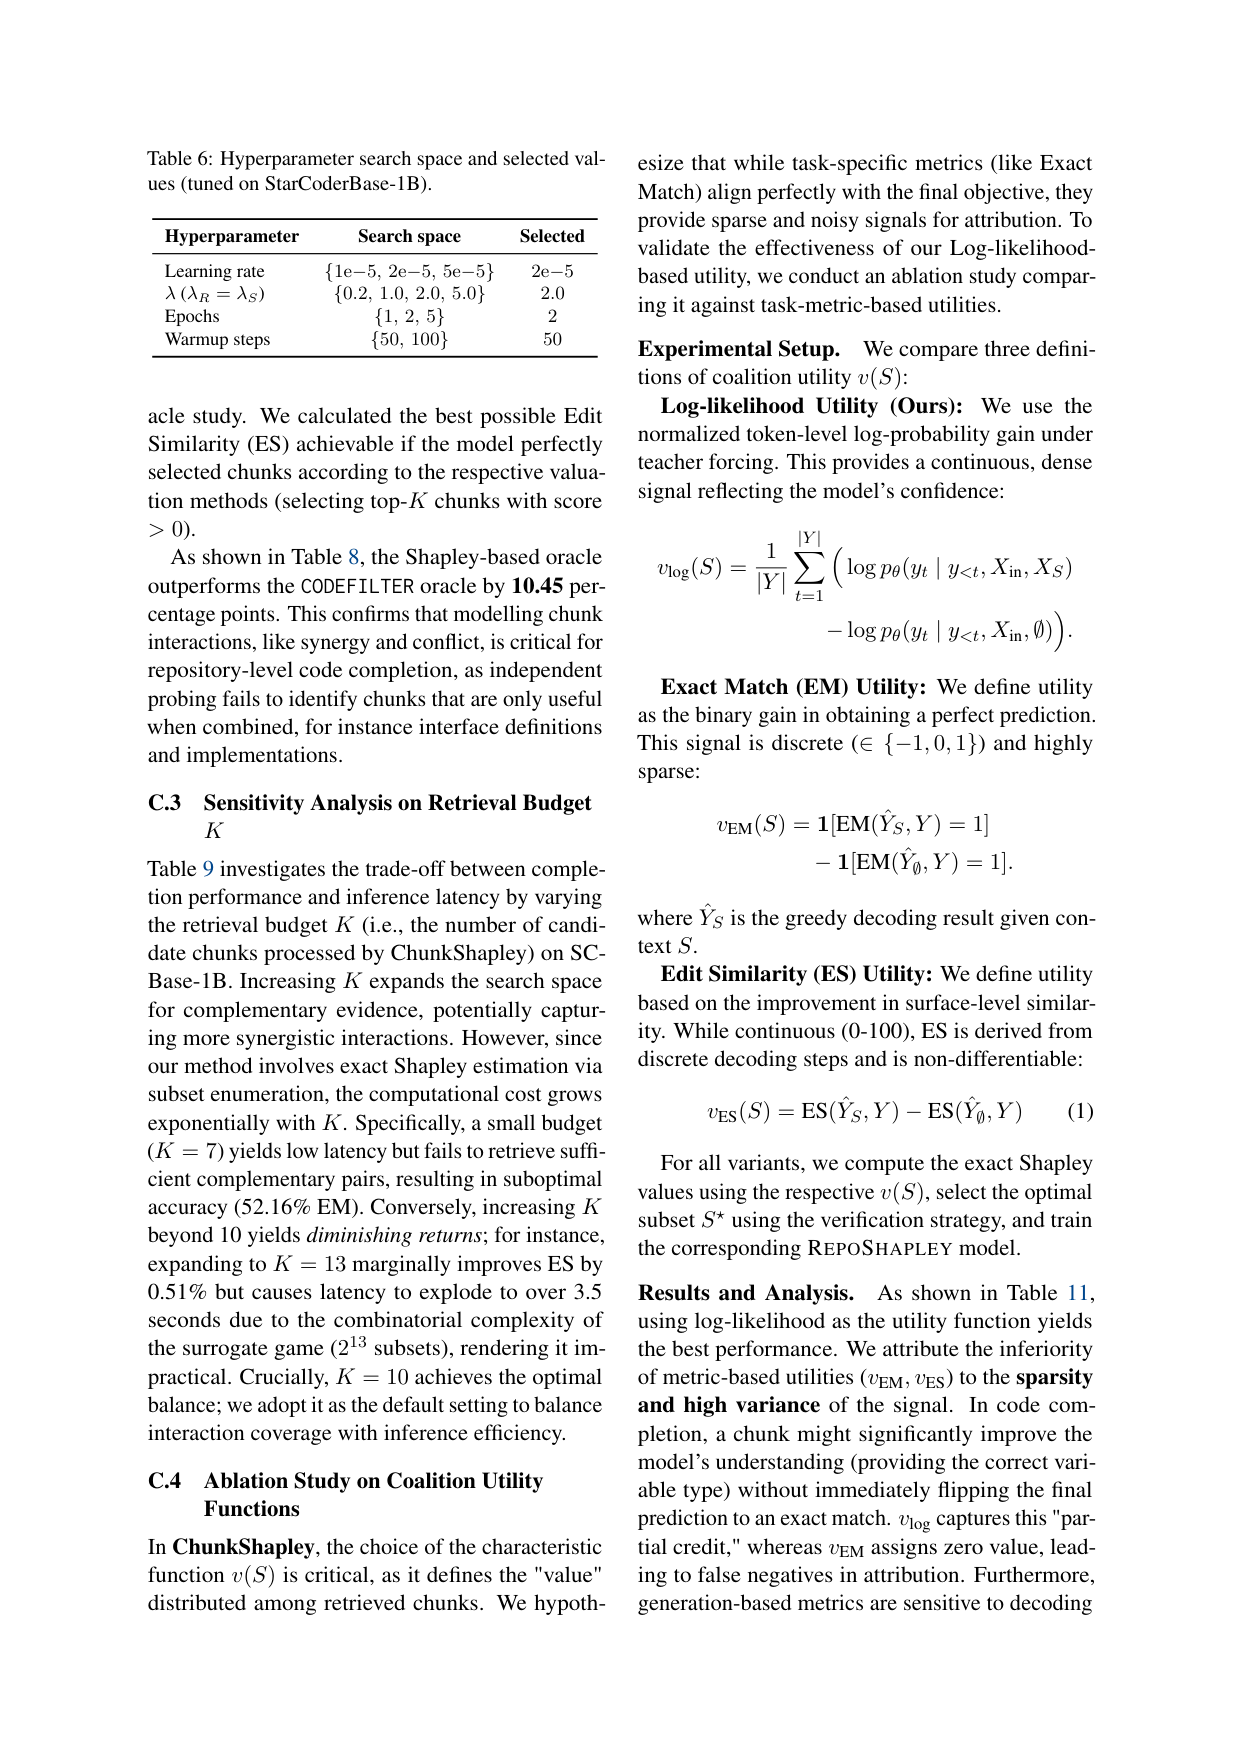 Table 6: Hyperparameter search space and selected val-
ues (tuned on StarCoderBase-1B).
Hyperparameter Search space Selected
Learning rate {1e−5, 2e−5, 5e−5} 2e−5
λ (λ_R = λ_S) {0.2, 1.0, 2.0, 5.0} 2.0
Epochs {1, 2, 5} 2
Warmup steps {50, 100} 50
acle study. We calculated the best possible Edit
Similarity (ES) achievable if the model perfectly
selected chunks according to the respective valua-
tion methods (selecting top-K chunks with score
> 0).
As shown in Table 8, the Shapley-based oracle
outperforms the CODEFILTER oracle by 10.45 per-
centage points. This confirms that modelling chunk
interactions, like synergy and conflict, is critical for
repository-level code completion, as independent
probing fails to identify chunks that are only useful
when combined, for instance interface definitions
and implementations.
C.3 Sensitivity Analysis on Retrieval Budget
K
Table 9 investigates the trade-off between comple-
tion performance and inference latency by varying
the retrieval budget K (i.e., the number of candi-
date chunks processed by ChunkShapley) on SC-
Base-1B. Increasing K expands the search space
for complementary evidence, potentially captur-
ing more synergistic interactions. However, since
our method involves exact Shapley estimation via
subset enumeration, the computational cost grows
exponentially with K. Specifically, a small budget
(K = 7) yields low latency but fails to retrieve suffi-
cient complementary pairs, resulting in suboptimal
accuracy (52.16% EM). Conversely, increasing K
beyond 10 yields diminishing returns; for instance,
expanding to K = 13 marginally improves ES by
0.51% but causes latency to explode to over 3.5
seconds due to the combinatorial complexity of
the surrogate game (2^13 subsets), rendering it im-
practical. Crucially, K = 10 achieves the optimal
balance; we adopt it as the default setting to balance
interaction coverage with inference efficiency.
C.4 Ablation Study on Coalition Utility
Functions
In ChunkShapley, the choice of the characteristic
function v(S) is critical, as it defines the "value"
distributed among retrieved chunks. We hypoth-
esize that while task-specific metrics (like Exact
Match) align perfectly with the final objective, they
provide sparse and noisy signals for attribution. To
validate the effectiveness of our Log-likelihood-
based utility, we conduct an ablation study compar-
ing it against task-metric-based utilities.
Experimental Setup. We compare three defini-
tions of coalition utility v(S):
Log-likelihood Utility (Ours): We use the
normalized token-level log-probability gain under
teacher forcing. This provides a continuous, dense
signal reflecting the model's confidence:
v_log(S) = 1/|Y| ∑_{t=1}^{|Y|} ( log p_θ(y_t | y_{<t}, X_in, X_S)
− log p_θ(y_t | y_{<t}, X_in, ∅) ).
Exact Match (EM) Utility: We define utility
as the binary gain in obtaining a perfect prediction.
This signal is discrete (∈ {−1, 0, 1}) and highly
sparse:
v_EM(S) = 1[EM(Ŷ_S, Y) = 1]
− 1[EM(Ŷ_∅, Y) = 1].
where Ŷ_S is the greedy decoding result given con-
text S.
Edit Similarity (ES) Utility: We define utility
based on the improvement in surface-level similar-
ity. While continuous (0-100), ES is derived from
discrete decoding steps and is non-differentiable:
v_ES(S) = ES(Ŷ_S, Y) − ES(Ŷ_∅, Y) (1)
For all variants, we compute the exact Shapley
values using the respective v(S), select the optimal
subset S⋆ using the verification strategy, and train
the corresponding REPOSHAPLEY model.
Results and Analysis. As shown in Table 11,
using log-likelihood as the utility function yields
the best performance. We attribute the inferiority
of metric-based utilities (v_EM, v_ES) to the sparsity
and high variance of the signal. In code com-
pletion, a chunk might significantly improve the
model's understanding (providing the correct vari-
able type) without immediately flipping the final
prediction to an exact match. v_log captures this "par-
tial credit," whereas v_EM assigns zero value, lead-
ing to false negatives in attribution. Furthermore,
generation-based metrics are sensitive to decoding